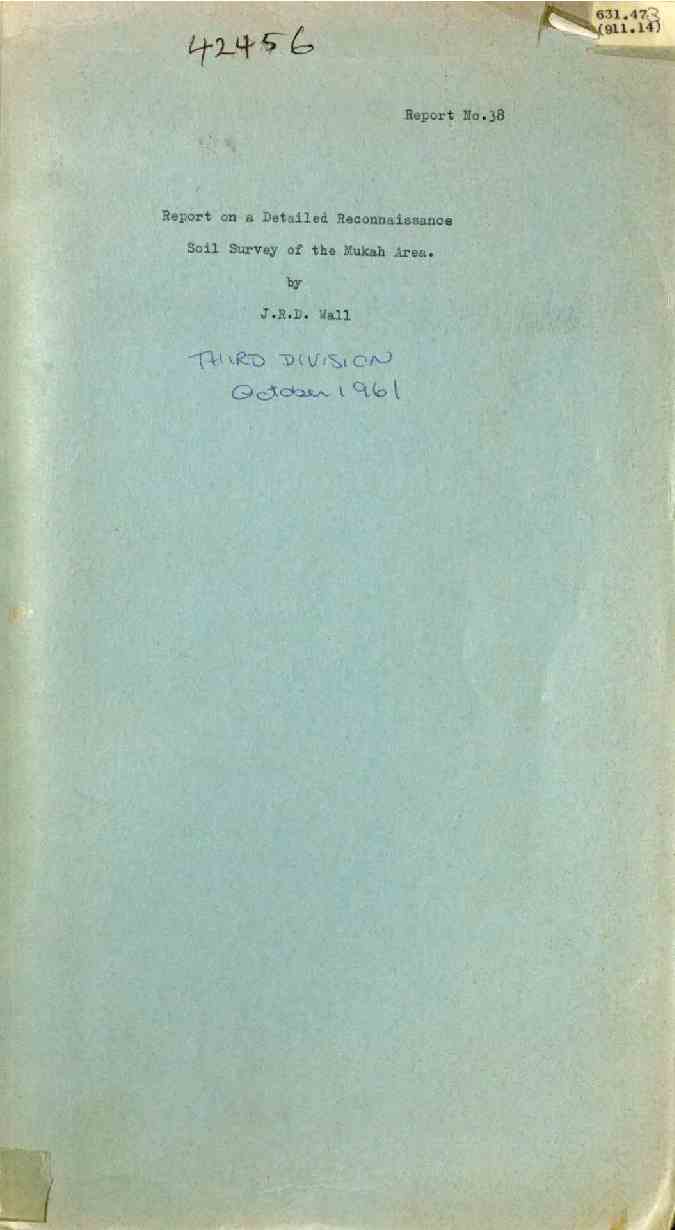 631.473
(911.14)
42456
Report No.38
Report on a Detailed Reconnaissance
Soil Survey of the Mukah Area.
by
J.R.D. Wall
THIRD DIVISION
October 1961